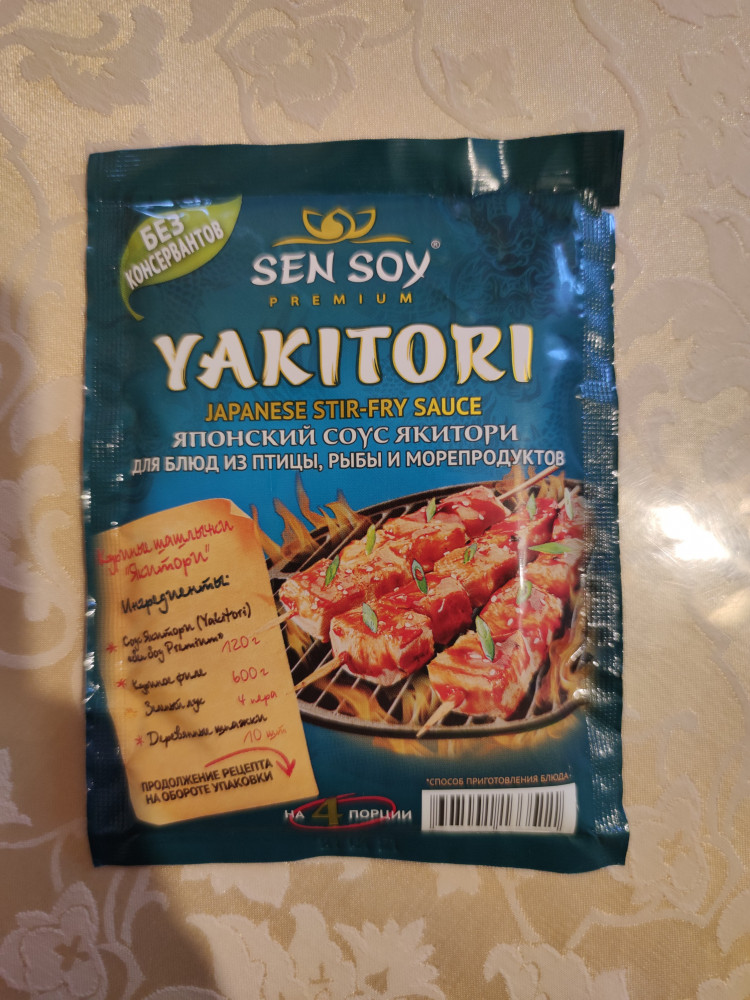 БЕЗ
КОНСЕРВАНТОВ
SEN SOY®
PREMIUM
YAKITORI
JAPANESE STIR-FRY SAUCE
ЯПОНСКИЙ СОУС ЯКИТОРИ
ДЛЯ БЛЮД ИЗ ПТИЦЫ, РЫБЫ И МОРЕПРОДУКТОВ
Куриные шашлычки
"Якитори"
Ингредиенты:
* Соус Якитори (Yakitori)
Premium» 120 г
* Куриное филе 600 г
Зеленый лук 4 пера
* Деревянные шпажки
10 шт
ПРОДОЛЖЕНИЕ РЕЦЕПТА
НА ОБОРОТЕ УПАКОВКИ
НА 4 ПОРЦИИ
*СПОСОБ ПРИГОТОВЛЕНИЯ БЛЮДА